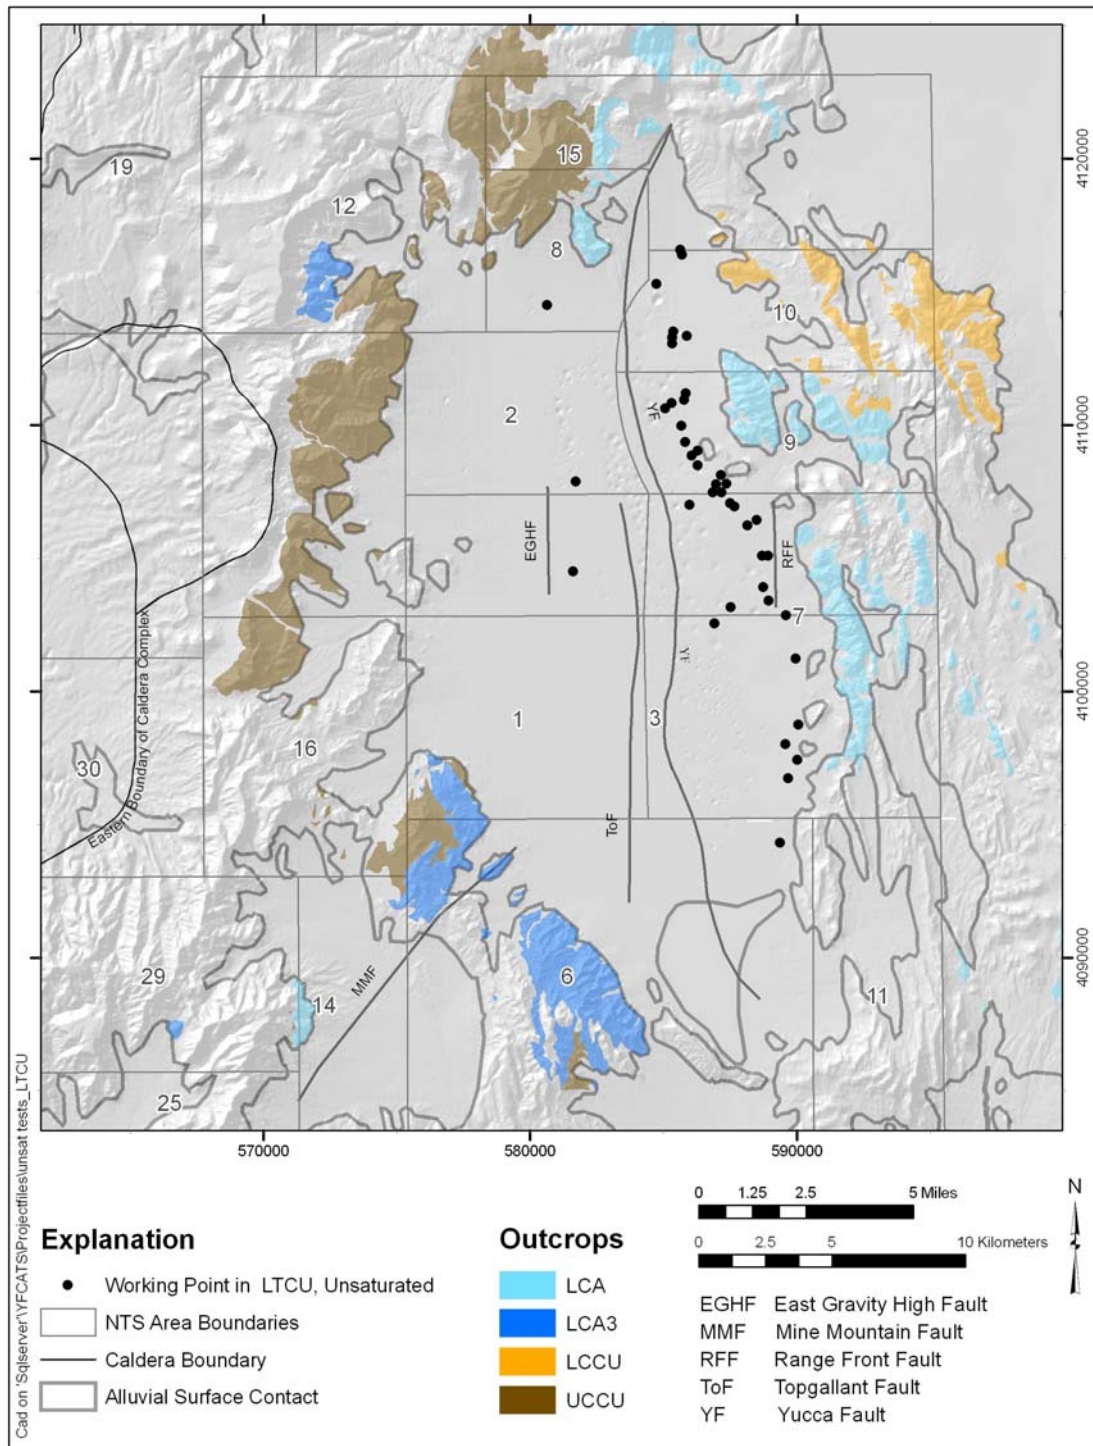 19
12
15
8
10
2
9
YF
EGHF
RFF
7
YF
1
3
16
30
Eastern Boundary of Caldera Complex
ToF
29
14
MMF
6
11
25
4120000
4110000
4100000
4090000
570000
580000
590000
Cad on 'Sqlserver\YFCATS\Projectfiles\unsat tests_LTCU
Explanation
Working Point in LTCU, Unsaturated
NTS Area Boundaries
Caldera Boundary
Alluvial Surface Contact
Outcrops
LCA
LCA3
LCCU
UCCU
0 1.25 2.5 5 Miles
0 2.5 5 10 Kilometers
N
EGHF East Gravity High Fault
MMF Mine Mountain Fault
RFF Range Front Fault
ToF Topgallant Fault
YF Yucca Fault